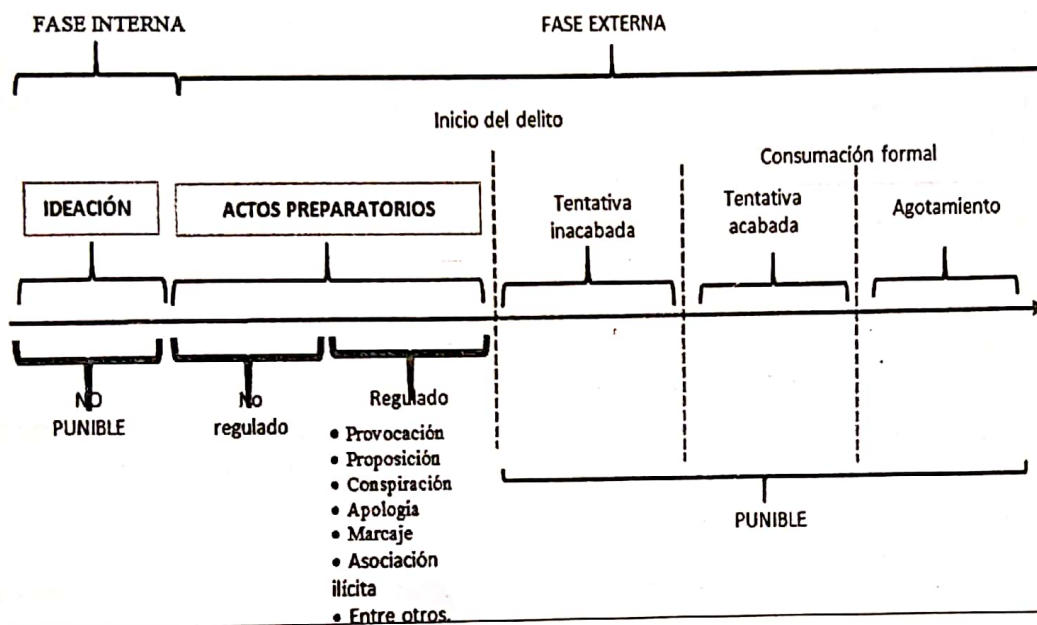 FASE INTERNA
FASE EXTERNA
Inicio del delito
Consumación formal
IDEACIÓN
ACTOS PREPARATORIOS
Tentativa
inacabada
Tentativa
acabada
Agotamiento
NO
PUNIBLE
No
regulado
Regulado
• Provocación
• Proposición
• Conspiración
• Apología
• Marcaje
• Asociación
ilícita
• Entre otros.
PUNIBLE